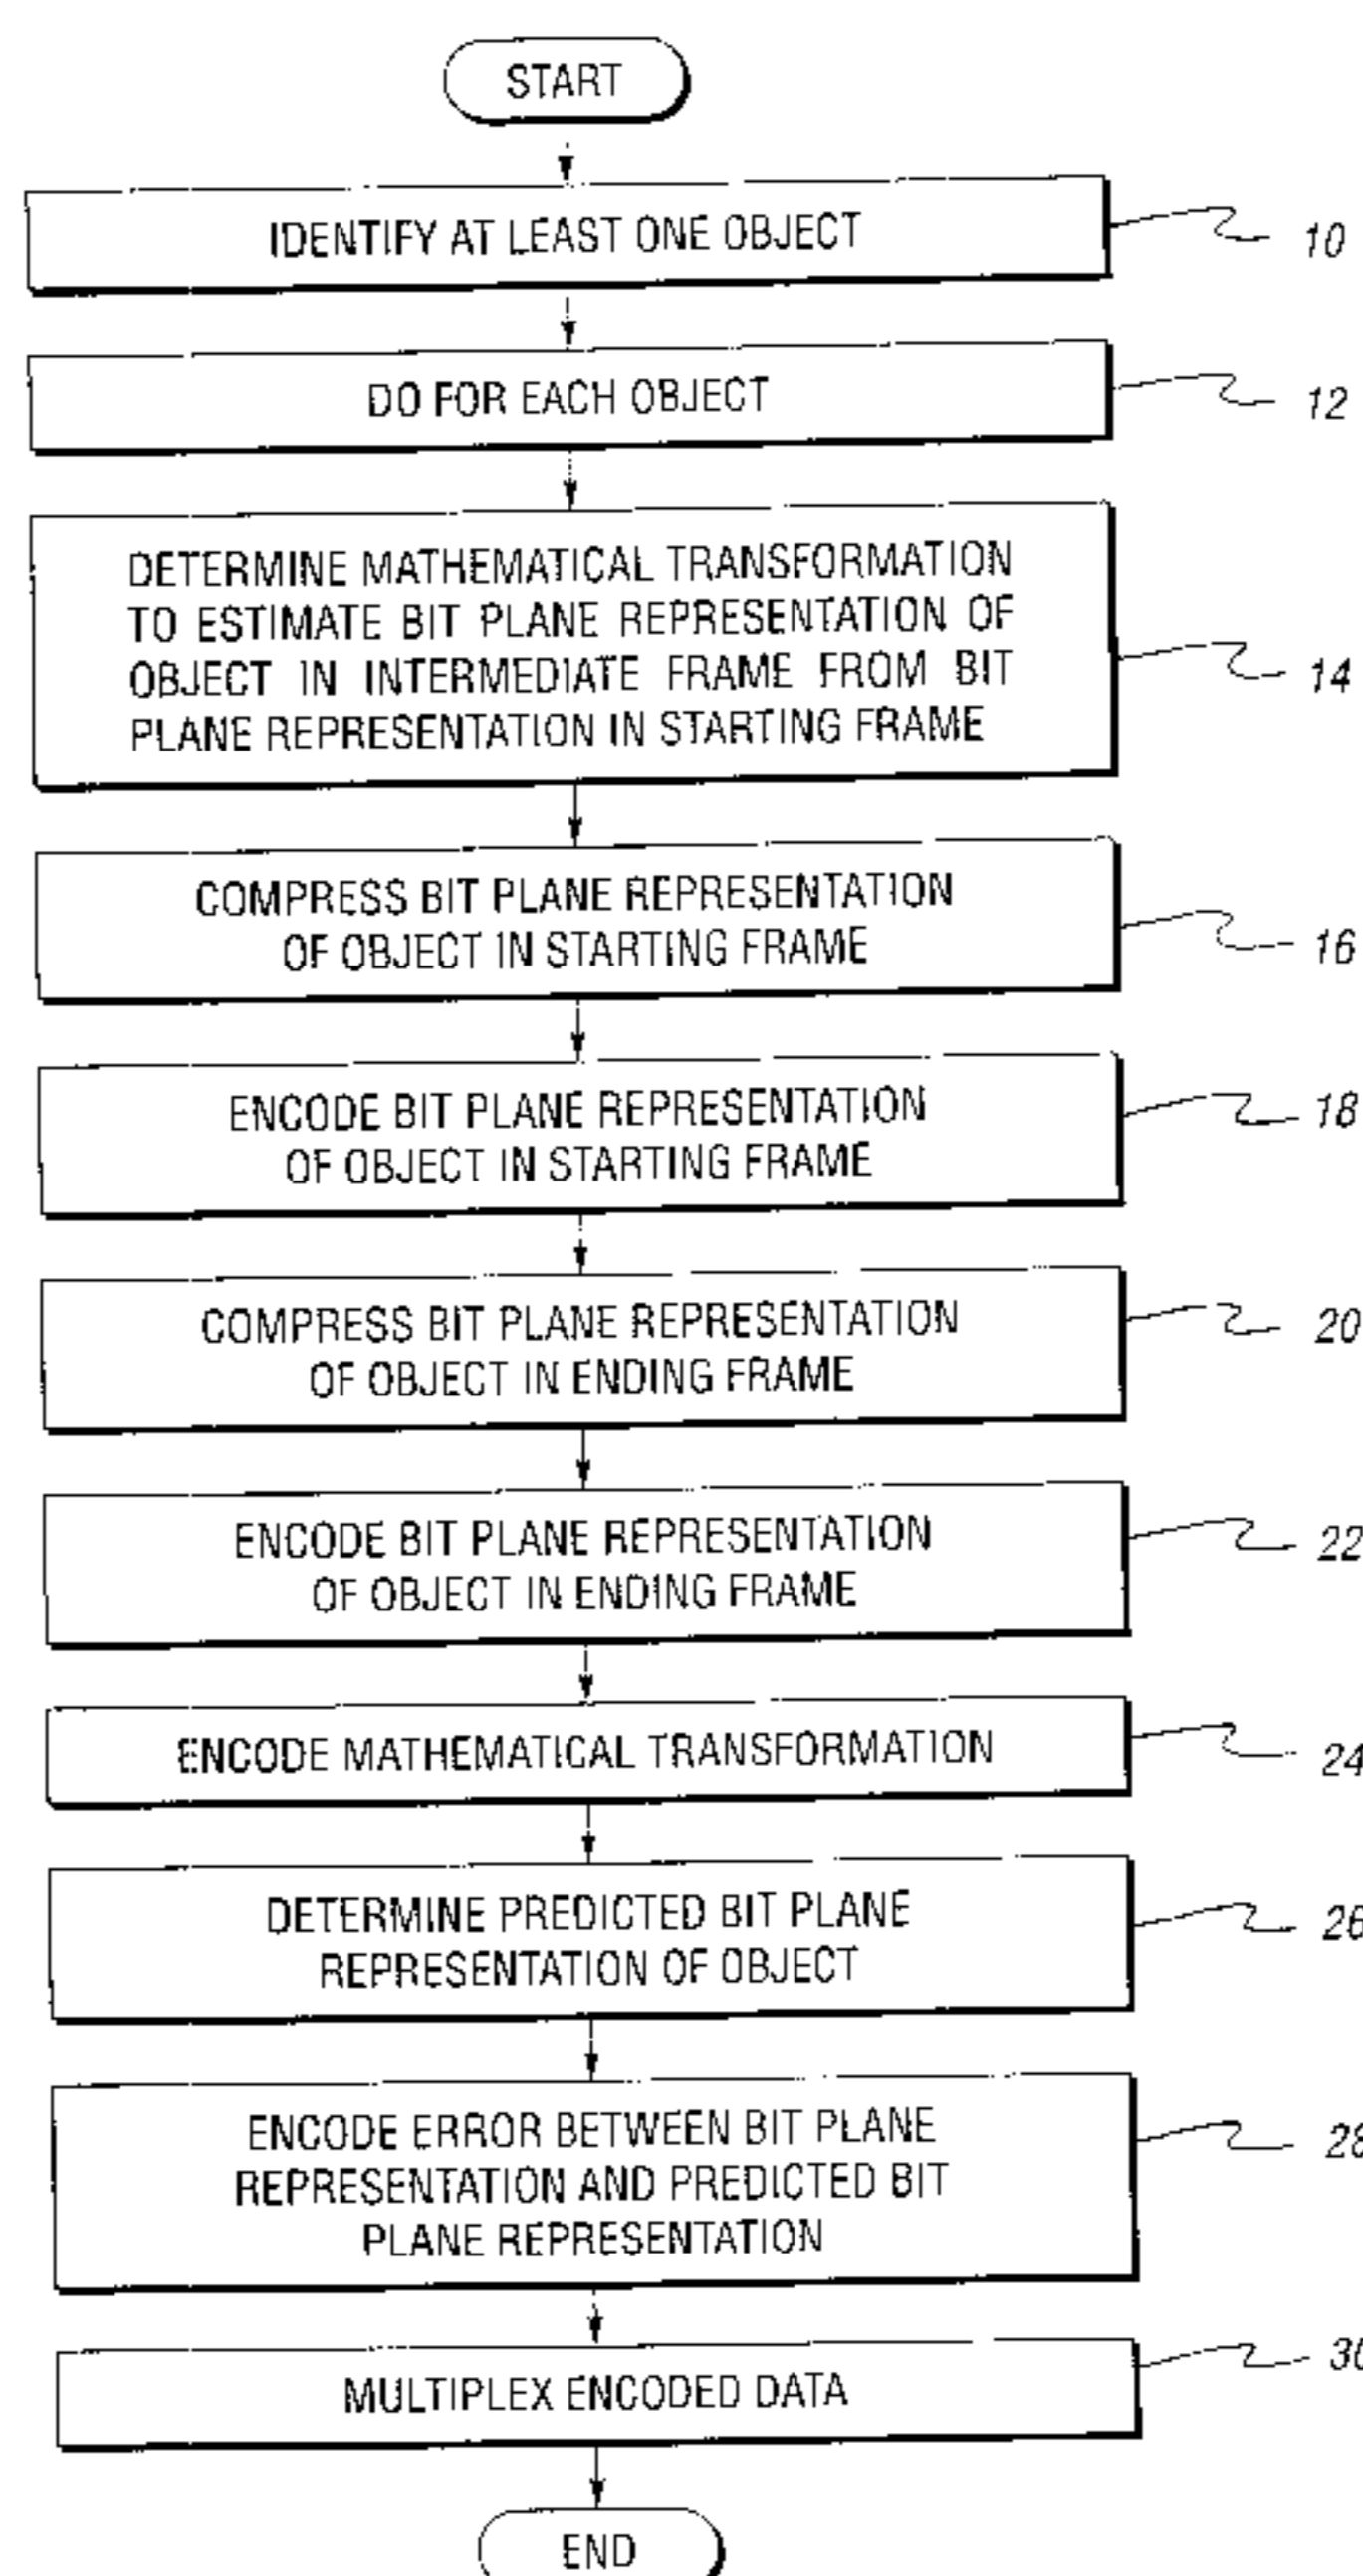 START
IDENTIFY AT LEAST ONE OBJECT
10
DO FOR EACH OBJECT
12
DETERMINE MATHEMATICAL TRANSFORMATION
TO ESTIMATE BIT PLANE REPRESENTATION OF
OBJECT IN INTERMEDIATE FRAME FROM BIT
PLANE REPRESENTATION IN STARTING FRAME
14
COMPRESS BIT PLANE REPRESENTATION
OF OBJECT IN STARTING FRAME
16
ENCODE BIT PLANE REPRESENTATION
OF OBJECT IN STARTING FRAME
18
COMPRESS BIT PLANE REPRESENTATION
OF OBJECT IN ENDING FRAME
20
ENCODE BIT PLANE REPRESENTATION
OF OBJECT IN ENDING FRAME
22
ENCODE MATHEMATICAL TRANSFORMATION
24
DETERMINE PREDICTED BIT PLANE
REPRESENTATION OF OBJECT
26
ENCODE ERROR BETWEEN BIT PLANE
REPRESENTATION AND PREDICTED BIT
PLANE REPRESENTATION
28
MULTIPLEX ENCODED DATA
30
END